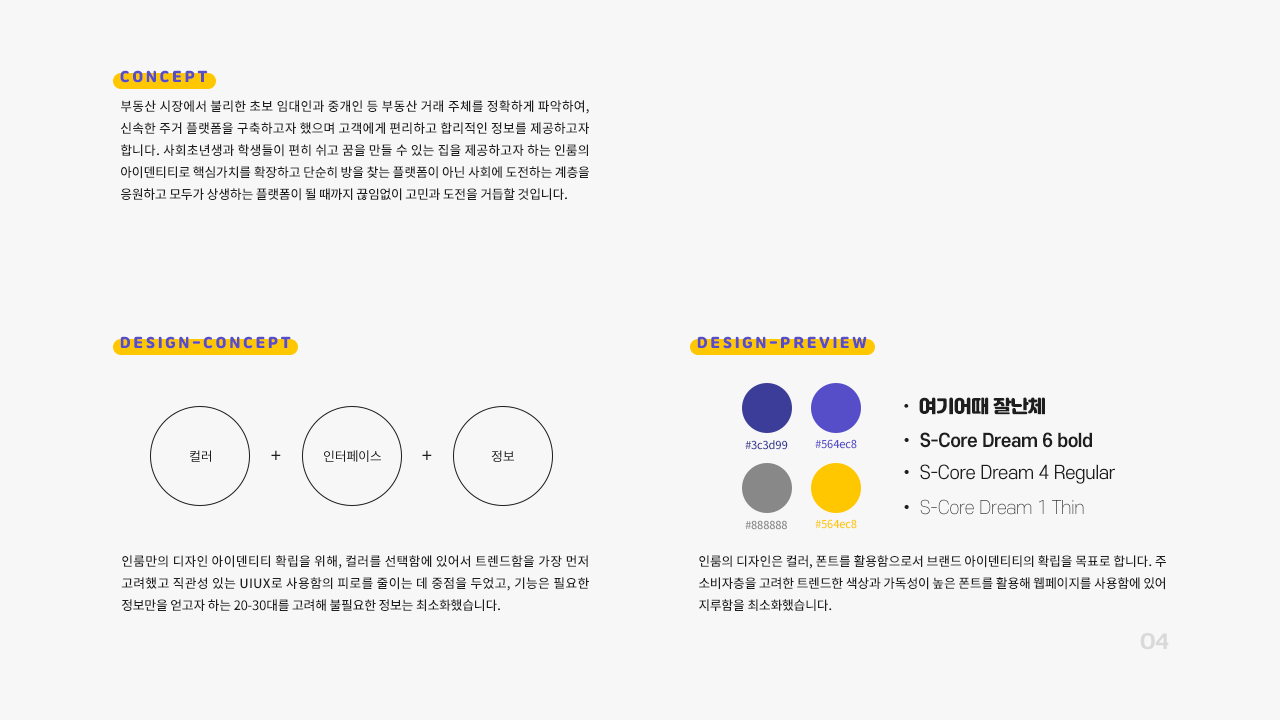 CONCEPT
부동산 시장에서 불리한 초보 임대인과 중개인 등 부동산 거래 주체를 정확하게 파악하여,
신속한 주거 플랫폼을 구축하고자 했으며 고객에게 편리하고 합리적인 정보를 제공하고자
합니다. 사회초년생과 학생들이 편히 쉬고 꿈을 만들 수 있는 집을 제공하고자 하는 인룸의
아이덴티티로 핵심가치를 확장하고 단순히 방을 찾는 플랫폼이 아닌 사회에 도전하는 계층을
응원하고 모두가 상생하는 플랫폼이 될 때까지 끊임없이 고민과 도전을 거듭할 것입니다.
DESIGN-CONCEPT
컬러 + 인터페이스 + 정보
인룸만의 디자인 아이덴티티 확립을 위해, 컬러를 선택함에 있어서 트렌드함을 가장 먼저
고려했고 직관성 있는 UIUX로 사용함의 피로를 줄이는 데 중점을 두었고, 기능은 필요한
정보만을 얻고자 하는 20-30대를 고려해 불필요한 정보는 최소화했습니다.
DESIGN-PREVIEW
#3c3d99 #564ec8
#888888 #564ec8
• 여기어때 잘난체
• S-Core Dream 6 bold
• S-Core Dream 4 Regular
• S-Core Dream 1 Thin
인룸의 디자인은 컬러, 폰트를 활용함으로서 브랜드 아이덴티티의 확립을 목표로 합니다. 주
소비자층을 고려한 트렌드한 색상과 가독성이 높은 폰트를 활용해 웹페이지를 사용함에 있어
지루함을 최소화했습니다.
04